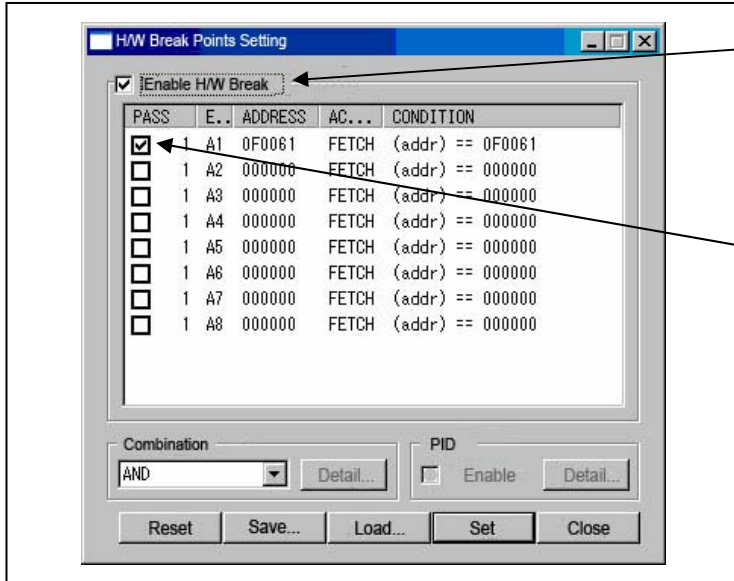 H/W Break Points Setting
Enable H/W Break
PASS E.. ADDRESS AC... CONDITION
1 A1 0F0061 FETCH (addr) == 0F0061
1 A2 000000 FETCH (addr) == 000000
1 A3 000000 FETCH (addr) == 000000
1 A4 000000 FETCH (addr) == 000000
1 A5 000000 FETCH (addr) == 000000
1 A6 000000 FETCH (addr) == 000000
1 A7 000000 FETCH (addr) == 000000
1 A8 000000 FETCH (addr) == 000000
Combination PID
AND Detail... Enable Detail...
Reset Save... Load... Set Close